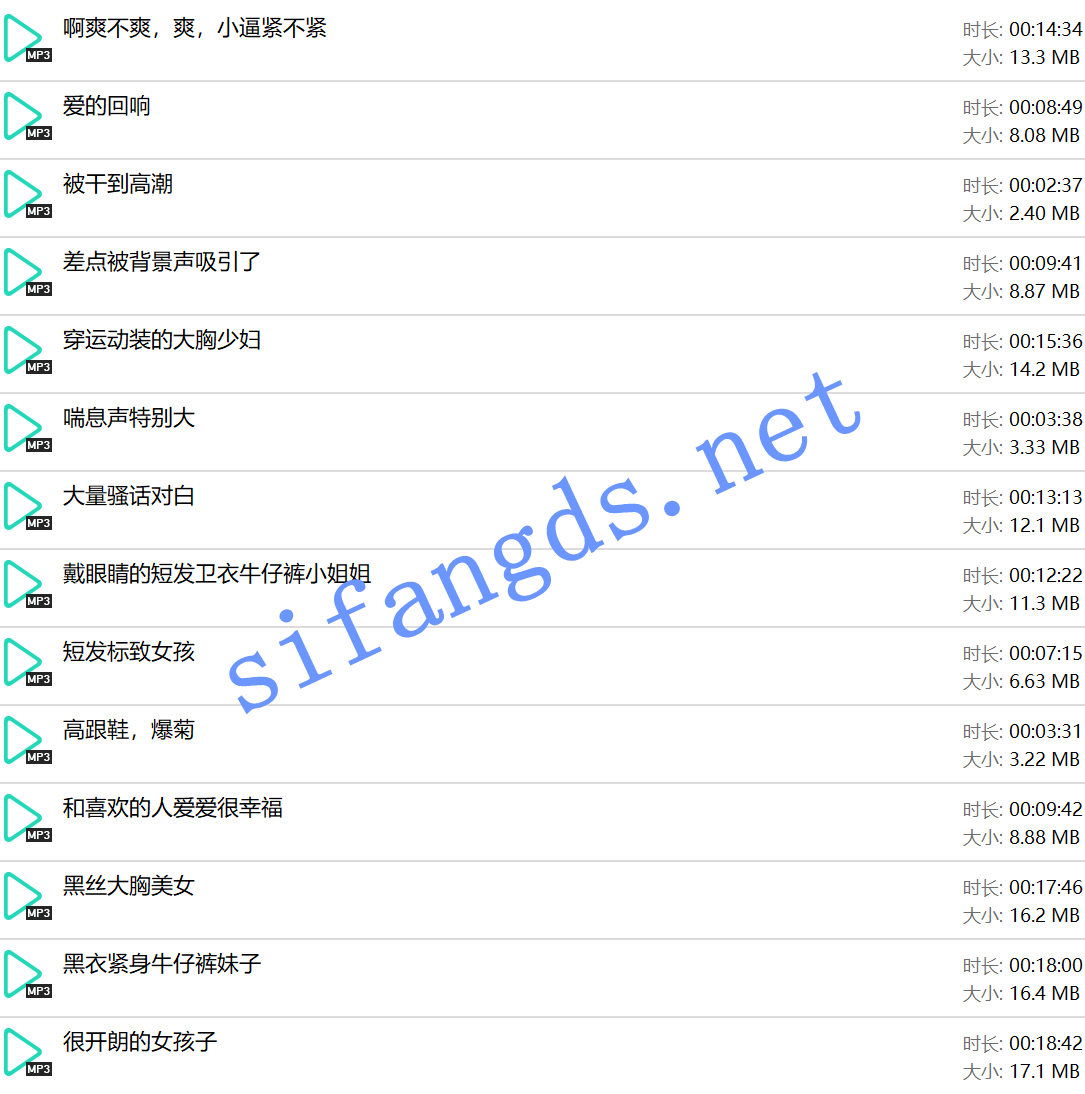 啊爽不爽，爽，小逼紧不紧
时长: 00:14:34
大小: 13.3 MB
MP3
爱的回响
时长: 00:08:49
大小: 8.08 MB
MP3
被干到高潮
时长: 00:02:37
大小: 2.40 MB
MP3
差点被背景声吸引了
时长: 00:09:41
大小: 8.87 MB
MP3
穿运动装的大胸少妇
时长: 00:15:36
大小: 14.2 MB
MP3
喘息声特别大
时长: 00:03:38
大小: 3.33 MB
MP3
大量骚话对白
时长: 00:13:13
大小: 12.1 MB
MP3
戴眼睛的短发卫衣牛仔裤小姐姐
时长: 00:12:22
大小: 11.3 MB
MP3
短发标致女孩
时长: 00:07:15
大小: 6.63 MB
MP3
高跟鞋，爆菊
时长: 00:03:31
大小: 3.22 MB
MP3
和喜欢的人爱爱很幸福
时长: 00:09:42
大小: 8.88 MB
MP3
黑丝大胸美女
时长: 00:17:46
大小: 16.2 MB
MP3
黑衣紧身牛仔裤妹子
时长: 00:18:00
大小: 16.4 MB
MP3
很开朗的女孩子
时长: 00:18:42
大小: 17.1 MB
MP3
sifangds.net